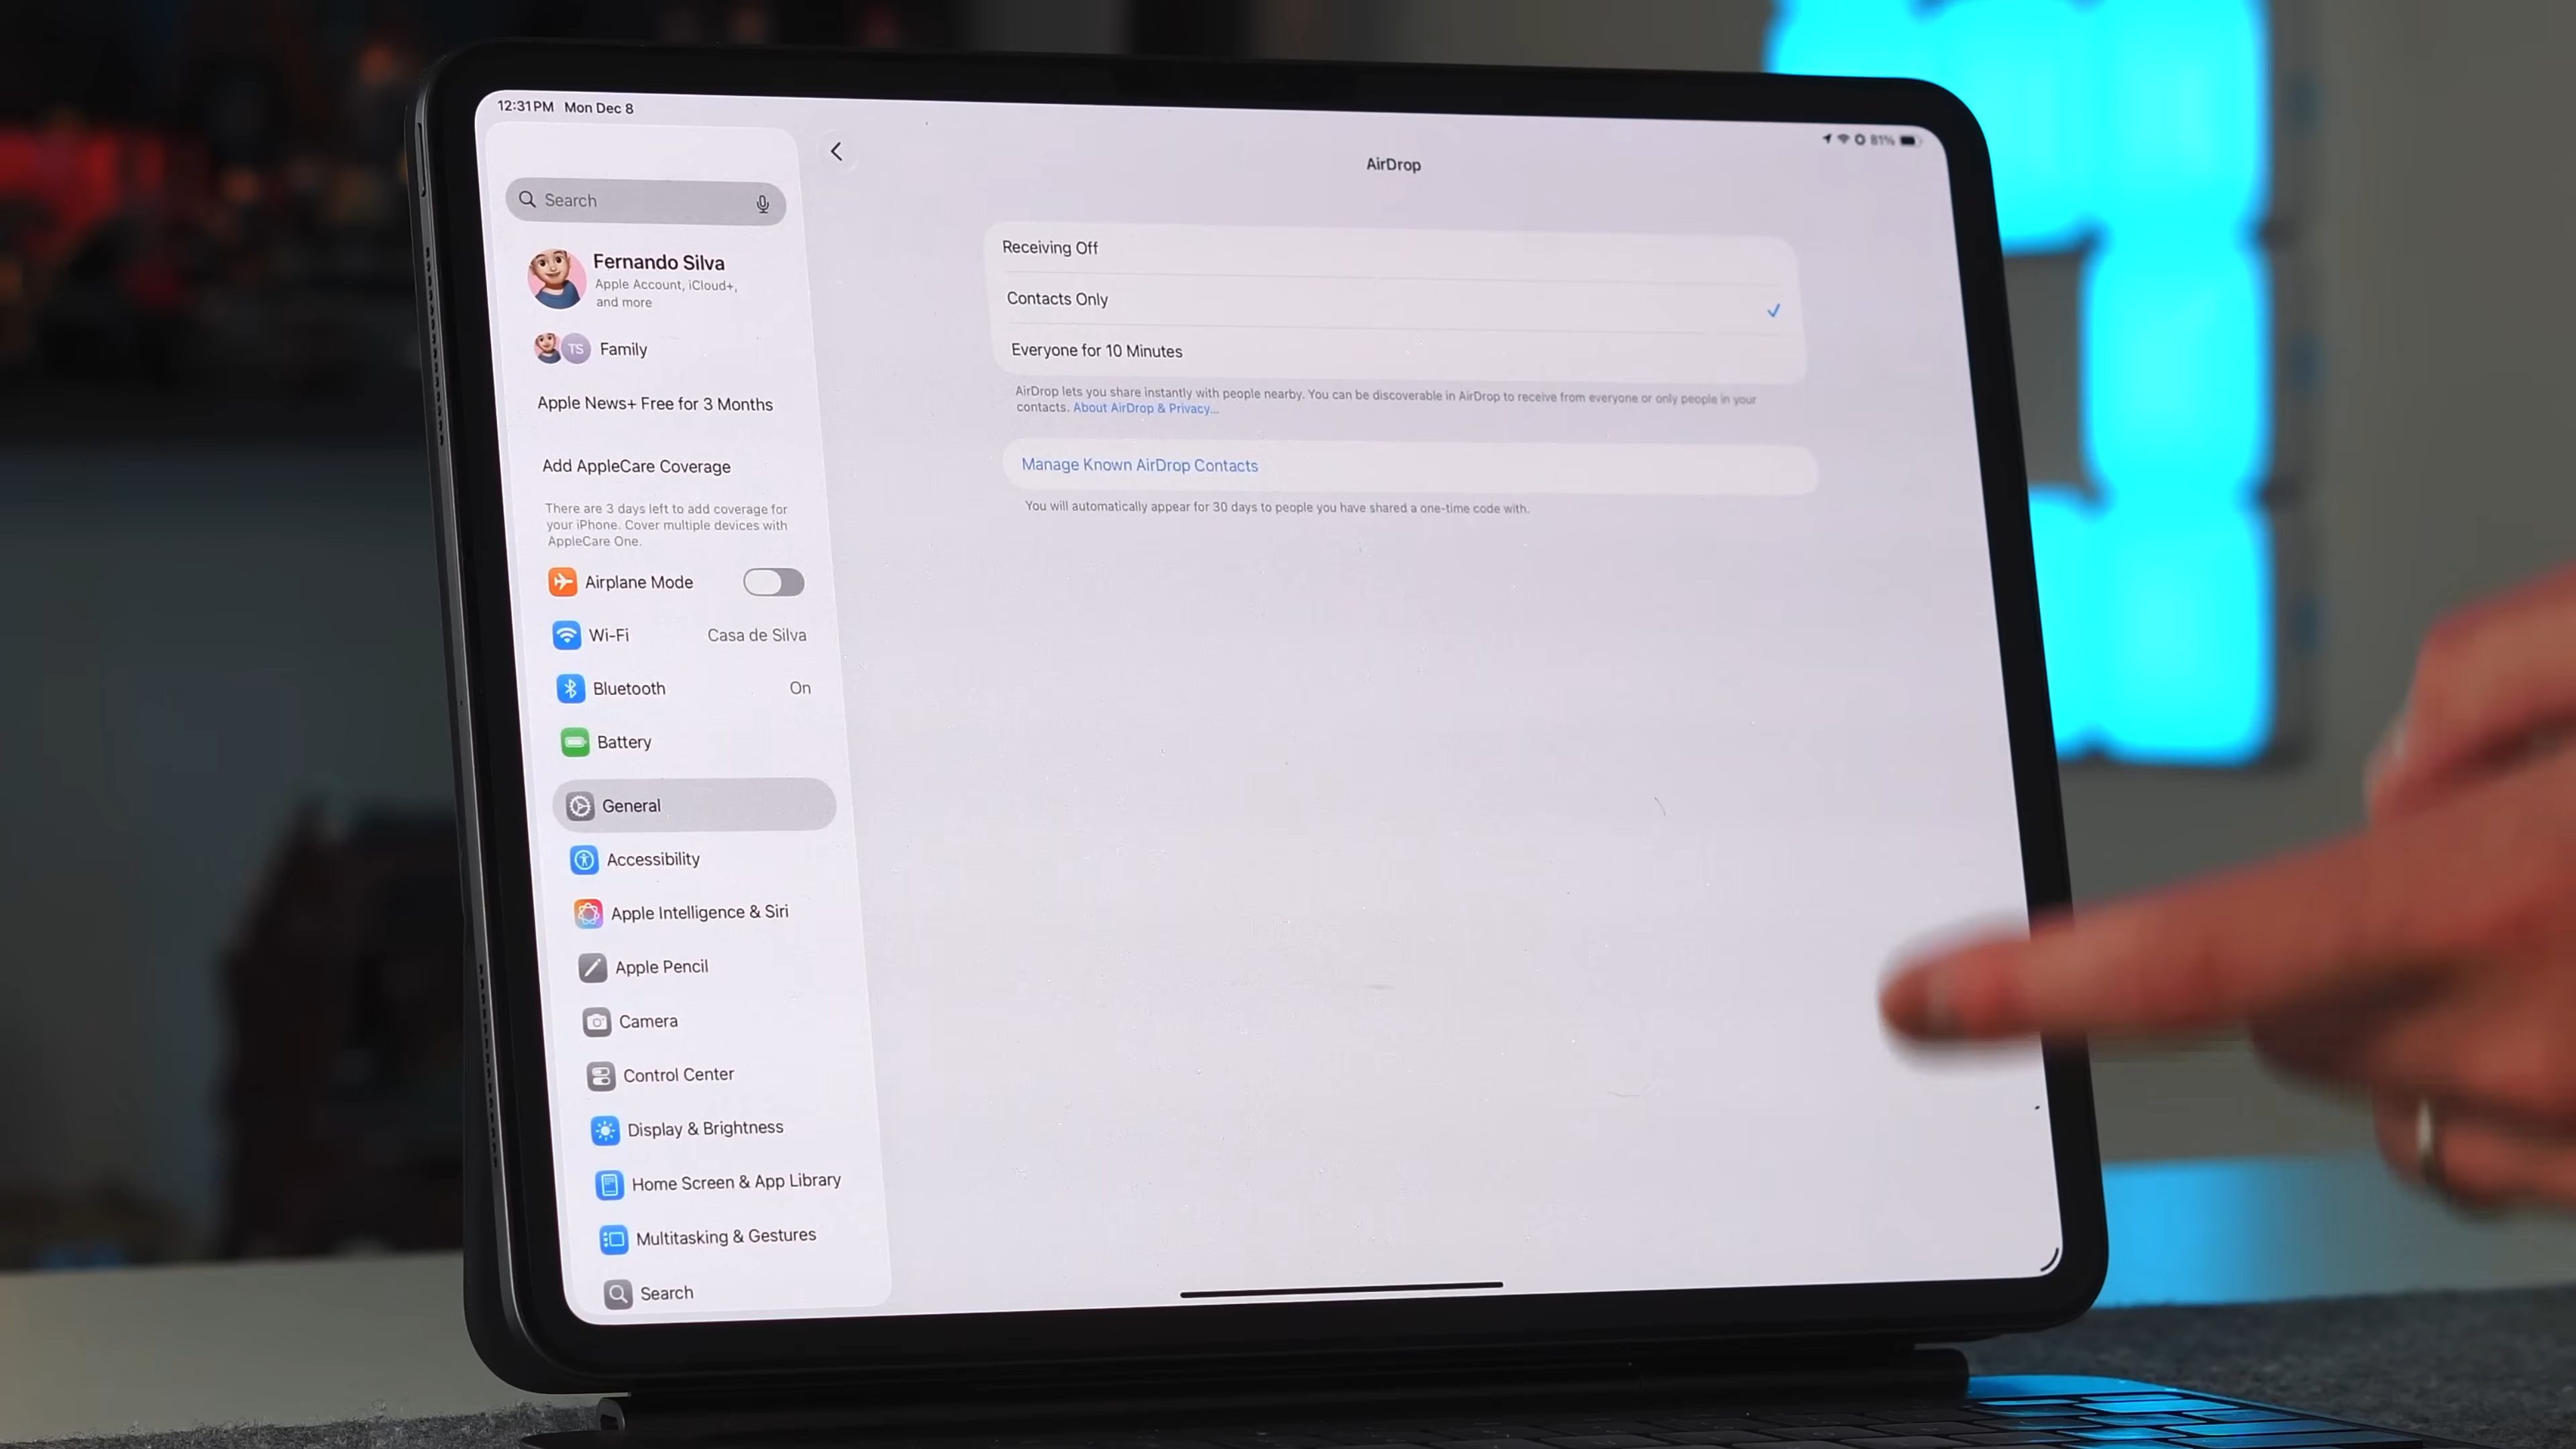 12:31 PM Mon Dec 8
81%
Search
Fernando Silva
Apple Account, iCloud+,
and more
TS
Family
Apple News+ Free for 3 Months
Add AppleCare Coverage
There are 3 days left to add coverage for
your iPhone. Cover multiple devices with
AppleCare One.
Airplane Mode
Wi-Fi Casa de Silva
Bluetooth On
Battery
General
Accessibility
Apple Intelligence & Siri
Apple Pencil
Camera
Control Center
Display & Brightness
Home Screen & App Library
Multitasking & Gestures
Search
AirDrop
Receiving Off
Contacts Only
Everyone for 10 Minutes
AirDrop lets you share instantly with people nearby. You can be discoverable in AirDrop to receive from everyone or only people in your
contacts. About AirDrop & Privacy...
Manage Known AirDrop Contacts
You will automatically appear for 30 days to people you have shared a one-time code with.